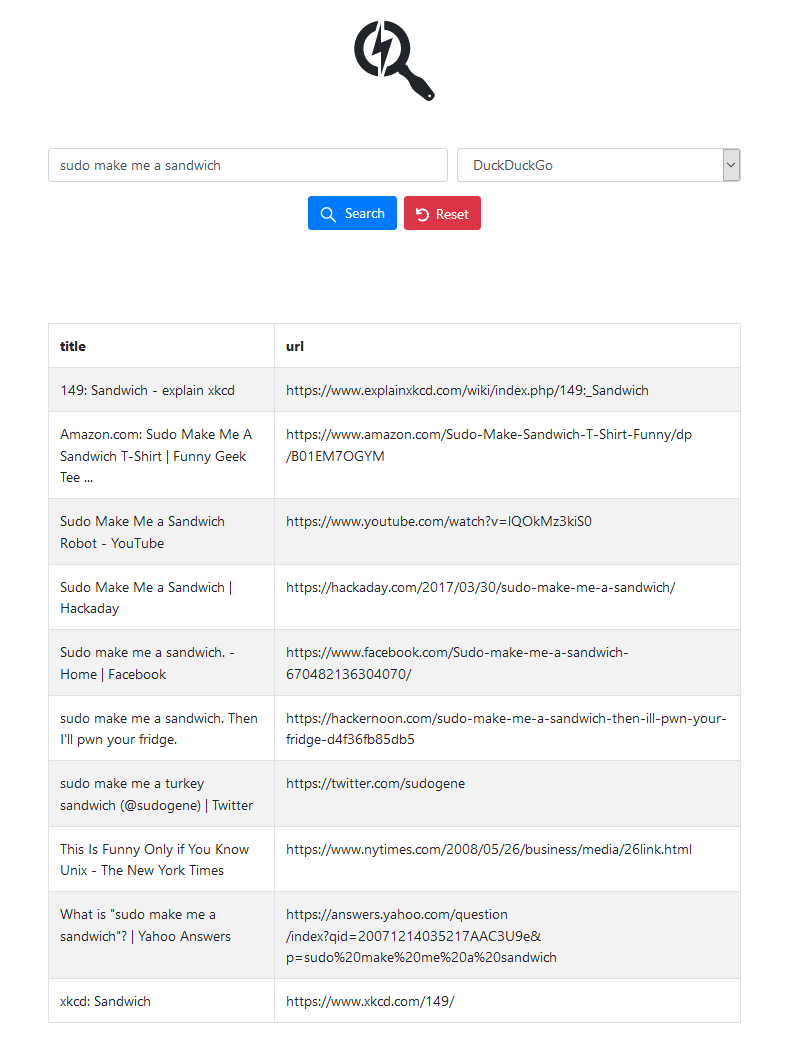 sudo make me a sandwich
DuckDuckGo
Search
Reset
title
url
149: Sandwich - explain xkcd
https://www.explainxkcd.com/wiki/index.php/149:_Sandwich
Amazon.com: Sudo Make Me A
Sandwich T-Shirt | Funny Geek
Tee ...
https://www.amazon.com/Sudo-Make-Sandwich-T-Shirt-Funny/dp
/B01EM7OGYM
Sudo Make Me a Sandwich
Robot - YouTube
https://www.youtube.com/watch?v=IQOkMz3kiS0
Sudo Make Me a Sandwich |
Hackaday
https://hackaday.com/2017/03/30/sudo-make-me-a-sandwich/
Sudo make me a sandwich. -
Home | Facebook
https://www.facebook.com/Sudo-make-me-a-sandwich-
670482136304070/
sudo make me a sandwich. Then
I'll pwn your fridge.
https://hackernoon.com/sudo-make-me-a-sandwich-then-ill-pwn-your-
fridge-d4f36fb85db5
sudo make me a turkey
sandwich (@sudogene) | Twitter
https://twitter.com/sudogene
This Is Funny Only if You Know
Unix - The New York Times
https://www.nytimes.com/2008/05/26/business/media/26link.html
What is "sudo make me a
sandwich"? | Yahoo Answers
https://answers.yahoo.com/question
/index?qid=20071214035217AAC3U9e&
p=sudo%20make%20me%20a%20sandwich
xkcd: Sandwich
https://www.xkcd.com/149/